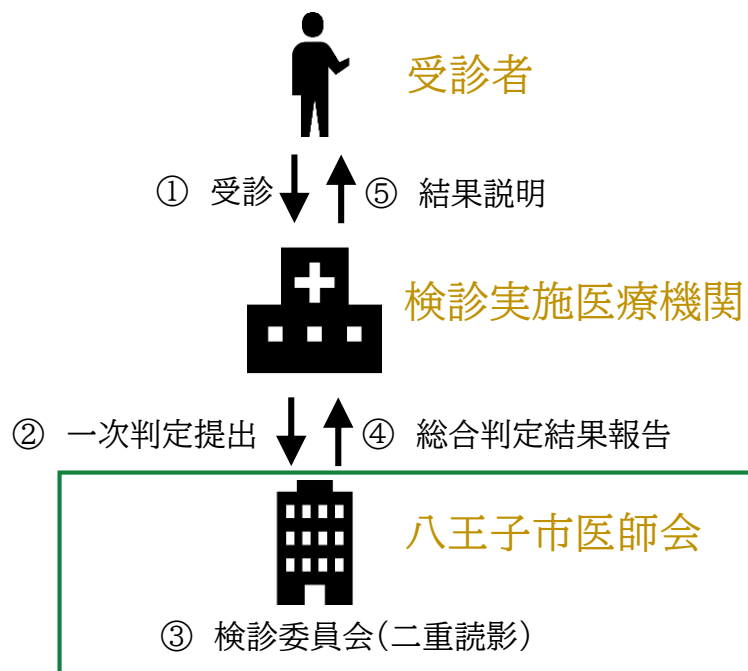 受診者
① 受診
⑤ 結果説明
検診実施医療機関
② 一次判定提出
④ 総合判定結果報告
八王子市医師会
③ 検診委員会(二重読影)